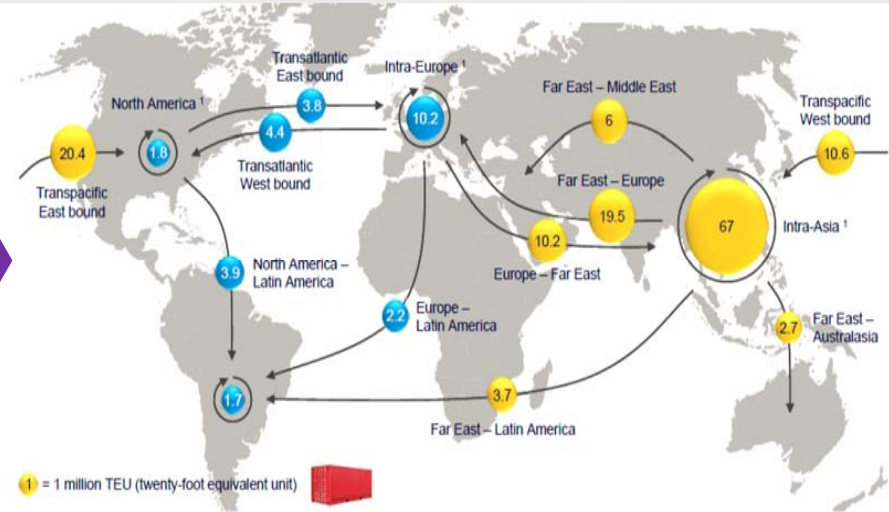 Transatlantic
East bound
3.8
Intra-Europe 1
10.2
North America 1
1.8
4.4
Transatlantic
West bound
20.4
Transpacific
East bound
Far East – Middle East
6
Transpacific
West bound
10.6
Far East – Europe
19.5
67
Intra-Asia 1
10.2
Europe – Far East
3.9
North America –
Latin America
2.2
Europe –
Latin America
2.7
Far East –
Australasia
1.7
3.7
Far East – Latin America
1 = 1 million TEU (twenty-foot equivalent unit)